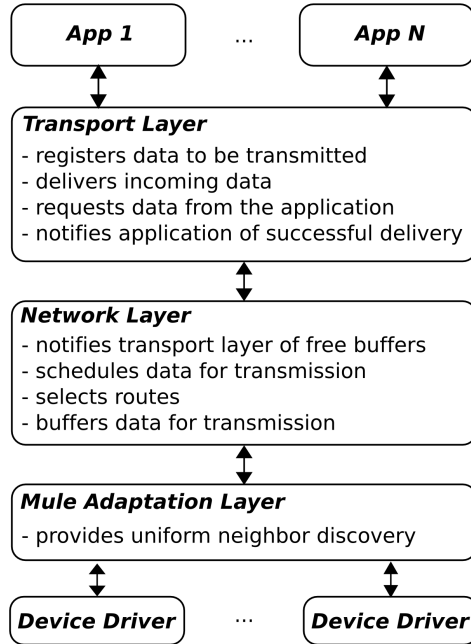 App 1 ... App N
Transport Layer
- registers data to be transmitted
- delivers incoming data
- requests data from the application
- notifies application of successful delivery
Network Layer
- notifies transport layer of free buffers
- schedules data for transmission
- selects routes
- buffers data for transmission
Mule Adaptation Layer
- provides uniform neighbor discovery
Device Driver ... Device Driver